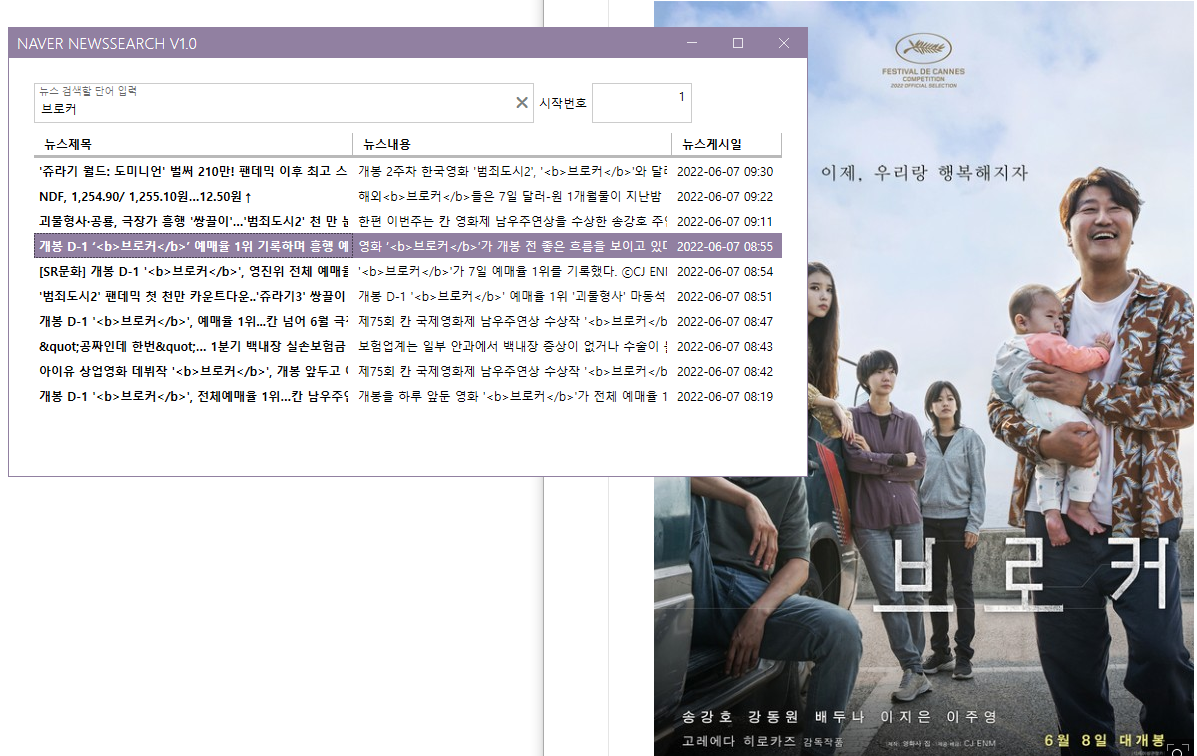 NAVER NEWSSEARCH V1.0
뉴스 검색할 단어 입력
브로커
시작번호
1
뉴스제목 뉴스내용 뉴스게시일
'쥬라기 월드: 도미니언' 벌써 210만! 팬데믹 이후 최고 스 개봉 2주차 한국영화 '범죄도시2', '<b>브로커</b>'와 달리 2022-06-07 09:30
NDF, 1,254.90/ 1,255.10원…12.50원↑ 해외<b>브로커</b>들은 7일 달러-원 1개월물이 지난밤 2022-06-07 09:22
괴물형사·공룡, 극장가 흥행 '쌍끌이'…'범죄도시2' 천 만 눈 한편 이번주는 칸 영화제 남우주연상을 수상한 송강호 주연 2022-06-07 09:11
개봉 D-1 '<b>브로커</b>' 예매율 1위 기록하며 흥행 예 영화 '<b>브로커</b>'가 개봉 전 좋은 흐름을 보이고 있다 2022-06-07 08:55
[SR문화] 개봉 D-1 '<b>브로커</b>', 영진위 전체 예매율 '<b>브로커</b>'가 7일 예매율 1위를 기록했다. ⓒCJ ENM 2022-06-07 08:54
'범죄도시2' 팬데믹 첫 천만 카운트다운..'쥬라기3' 쌍끌이 개봉 D-1 '<b>브로커</b>' 예매율 1위 '괴물형사' 마동석 2022-06-07 08:51
개봉 D-1 '<b>브로커</b>', 예매율 1위…칸 넘어 6월 극장 제75회 칸 국제영화제 남우주연상 수상작 '<b>브로커</b 2022-06-07 08:47
&quot;공짜인데 한번&quot;… 1분기 백내장 실손보험금 보험업계는 일부 안과에서 백내장 증상이 없거나 수술이 불 2022-06-07 08:43
아이유 상업영화 데뷔작 '<b>브로커</b>', 개봉 앞두고 제75회 칸 국제영화제 남우주연상 수상작 '<b>브로커</b 2022-06-07 08:42
개봉 D-1 '<b>브로커</b>', 전체예매율 1위…칸 남우주연 개봉을 하루 앞둔 영화 '<b>브로커</b>'가 전체 예매율 1 2022-06-07 08:19
FESTIVAL DE CANNES
COMPETITION
2022 OFFICIAL SELECTION
이제, 우리랑 행복해지자
브로커
송강호 강동원 배두나 이지은 이주영
고레에다 히로카즈 감독작품
제작: 영화사 집 CJ ENM
6월 8일 대개봉